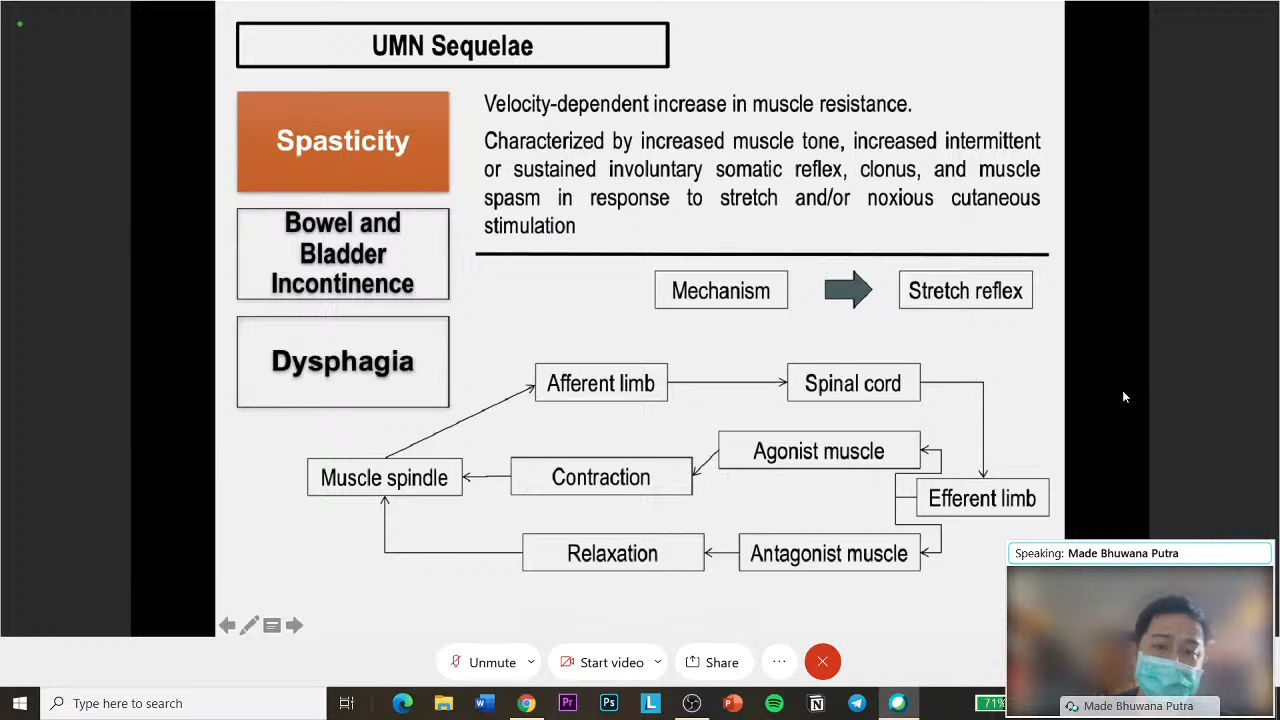 UMN Sequelae
Spasticity
Bowel and
Bladder
Incontinence
Dysphagia
Velocity-dependent increase in muscle resistance.
Characterized by increased muscle tone, increased intermittent
or sustained involuntary somatic reflex, clonus, and muscle
spasm in response to stretch and/or noxious cutaneous
stimulation
Mechanism
Stretch reflex
Afferent limb
Spinal cord
Agonist muscle
Muscle spindle
Contraction
Efferent limb
Relaxation
Antagonist muscle
Speaking: Made Bhuwana Putra
Unmute
Start video
Share
Made Bhuwana Putra
Type here to search
71%